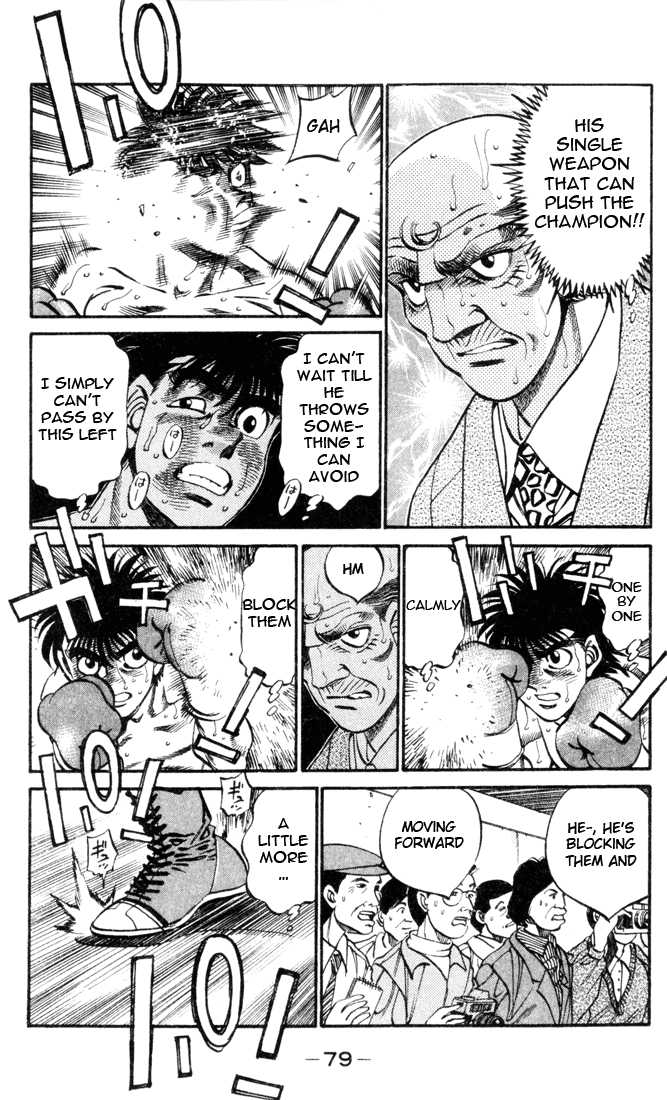 HIS
SINGLE
WEAPON
THAT CAN
PUSH THE
CHAMPION!!
GAH
I CAN'T
WAIT TILL
HE
THROWS
SOME-
THING I
CAN
AVOID
I SIMPLY
CAN'T
PASS BY
THIS LEFT
ONE
BY
ONE
CALMLY
HM
BLOCK
THEM
HE-, HE'S
BLOCKING
THEM AND
MOVING
FORWARD
A
LITTLE
MORE
...
—79—